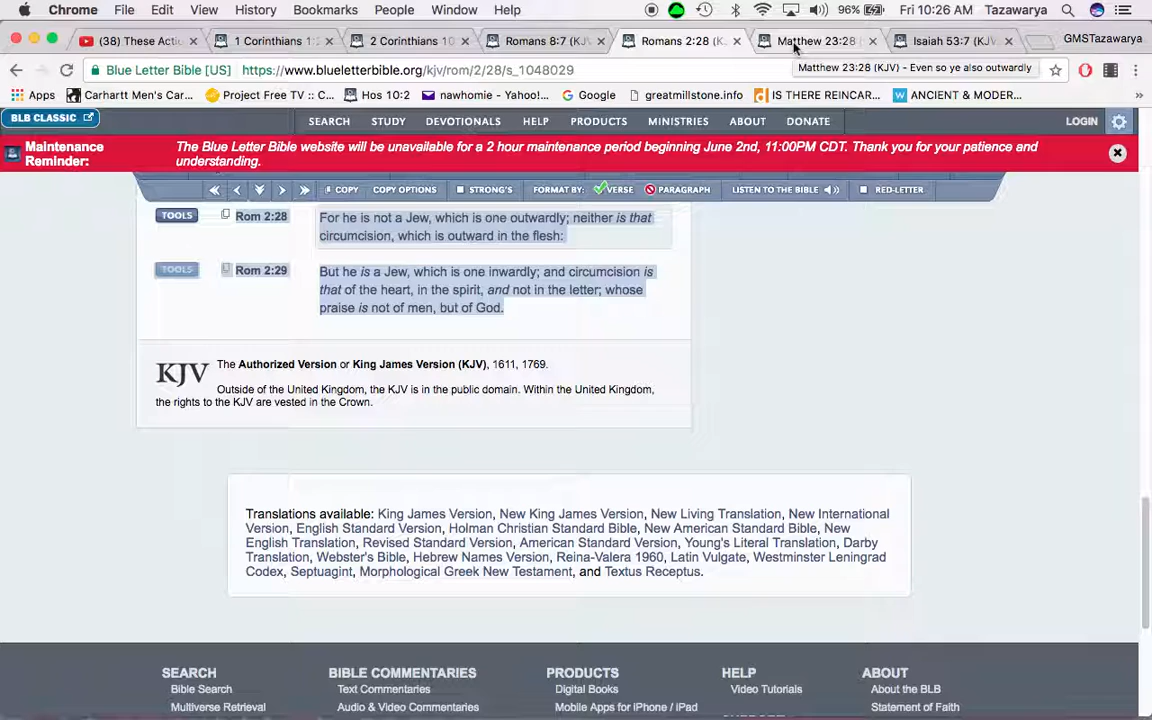 Chrome File Edit View History Bookmarks People Window Help 96% Fri 10:26 AM Tazawarya
(38) These Acti 1 Corinthians 1: 2 Corinthians 10 Romans 8:7 (KJV Romans 2:28 (K Matthew 23:28 Isaiah 53:7 (KJV GMSTazawarya
Blue Letter Bible [US] https://www.blueletterbible.org/kjv/rom/2/28/s_1048029
Matthew 23:28 (KJV) - Even so ye also outwardly
Apps Carhartt Men's Car... Project Free TV :: C... Hos 10:2 nawhomie - Yahoo!... Google greatmillstone.info IS THERE REINCAR... ANCIENT & MODER... »
BLB CLASSIC SEARCH STUDY DEVOTIONALS HELP PRODUCTS MINISTRIES ABOUT DONATE LOGIN
Maintenance Reminder: The Blue Letter Bible website will be unavailable for a 2 hour maintenance period beginning June 2nd, 11:00PM CDT. Thank you for your patience and
understanding.
COPY COPY OPTIONS STRONG'S FORMAT BY: VERSE PARAGRAPH LISTEN TO THE BIBLE RED-LETTER
TOOLS Rom 2:28 For he is not a Jew, which is one outwardly; neither is that
circumcision, which is outward in the flesh:
TOOLS Rom 2:29 But he is a Jew, which is one inwardly; and circumcision is
that of the heart, in the spirit, and not in the letter; whose
praise is not of men, but of God.
KJV The Authorized Version or King James Version (KJV), 1611, 1769.
Outside of the United Kingdom, the KJV is in the public domain. Within the United Kingdom,
the rights to the KJV are vested in the Crown.
Translations available: King James Version, New King James Version, New Living Translation, New International
Version, English Standard Version, Holman Christian Standard Bible, New American Standard Bible, New
English Translation, Revised Standard Version, American Standard Version, Young's Literal Translation, Darby
Translation, Webster's Bible, Hebrew Names Version, Reina-Valera 1960, Latin Vulgate, Westminster Leningrad
Codex, Septuagint, Morphological Greek New Testament, and Textus Receptus.
SEARCH BIBLE COMMENTARIES PRODUCTS HELP ABOUT
Bible Search Text Commentaries Digital Books Video Tutorials About the BLB
Multiverse Retrieval Audio & Video Commentaries Mobile Apps for iPhone / iPad Statement of Faith